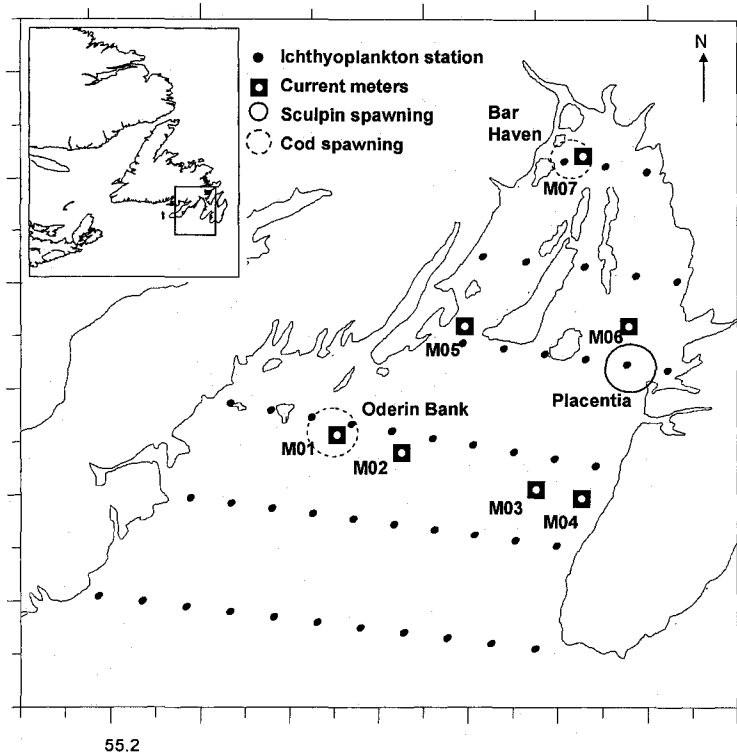 Ichthyoplankton station
Current meters
Sculpin spawning
Cod spawning
N
Bar
Haven
M07
M05
M06
Placentia
Oderin Bank
M01
M02
M03
M04
55.2